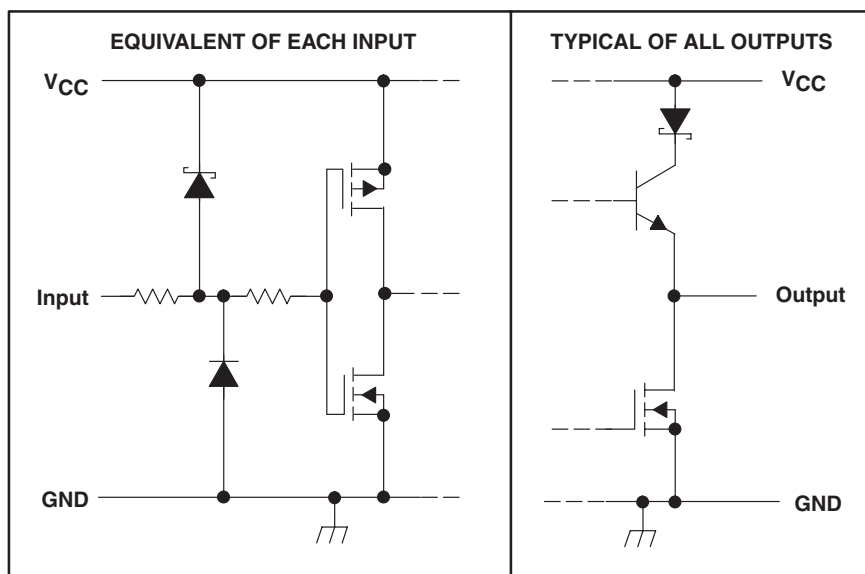 EQUIVALENT OF EACH INPUT
VCC
Input
GND
TYPICAL OF ALL OUTPUTS
VCC
Output
GND